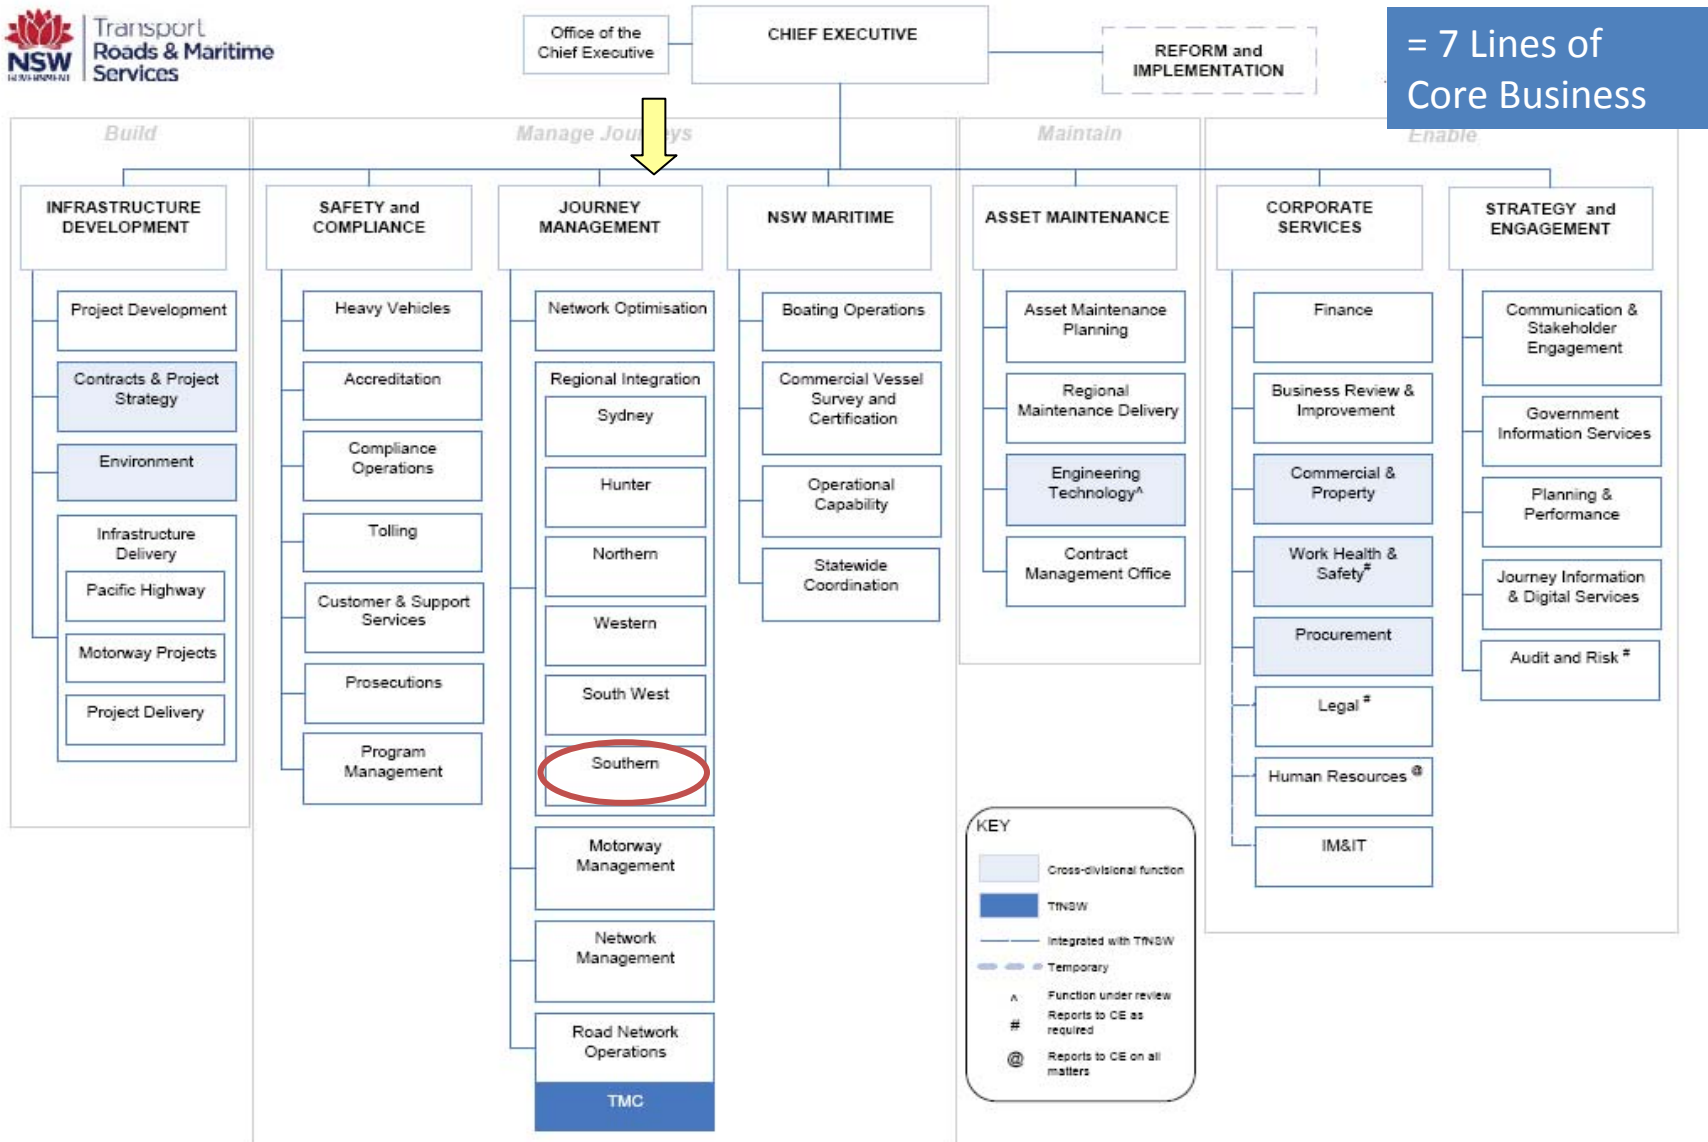 Transport
Roads & Maritime
Services
NSW
GOVERNMENT
Office of the
Chief Executive
CHIEF EXECUTIVE
REFORM and
IMPLEMENTATION
= 7 Lines of
Core Business
Build
Manage Journeys
Maintain
Enable
INFRASTRUCTURE
DEVELOPMENT
SAFETY and
COMPLIANCE
JOURNEY
MANAGEMENT
NSW MARITIME
ASSET MAINTENANCE
CORPORATE
SERVICES
STRATEGY and
ENGAGEMENT
Project Development
Contracts & Project
Strategy
Environment
Infrastructure
Delivery
Pacific Highway
Motorway Projects
Project Delivery
Heavy Vehicles
Accreditation
Compliance
Operations
Tolling
Customer & Support
Services
Prosecutions
Program
Management
Network Optimisation
Regional Integration
Sydney
Hunter
Northern
Western
South West
Southern
Motorway
Management
Network
Management
Road Network
Operations
TMC
Boating Operations
Commercial Vessel
Survey and
Certification
Operational
Capability
Statewide
Coordination
Asset Maintenance
Planning
Regional
Maintenance Delivery
Engineering
Technology^
Contract
Management Office
Finance
Business Review &
Improvement
Commercial &
Property
Work Health &
Safety#
Procurement
Legal #
Human Resources @
IM&IT
Communication &
Stakeholder
Engagement
Government
Information Services
Planning &
Performance
Journey Information
& Digital Services
Audit and Risk #
KEY
Cross-divisional function
TfNSW
Integrated with TfNSW
Temporary
^ Function under review
# Reports to CE as
required
@ Reports to CE on all
matters